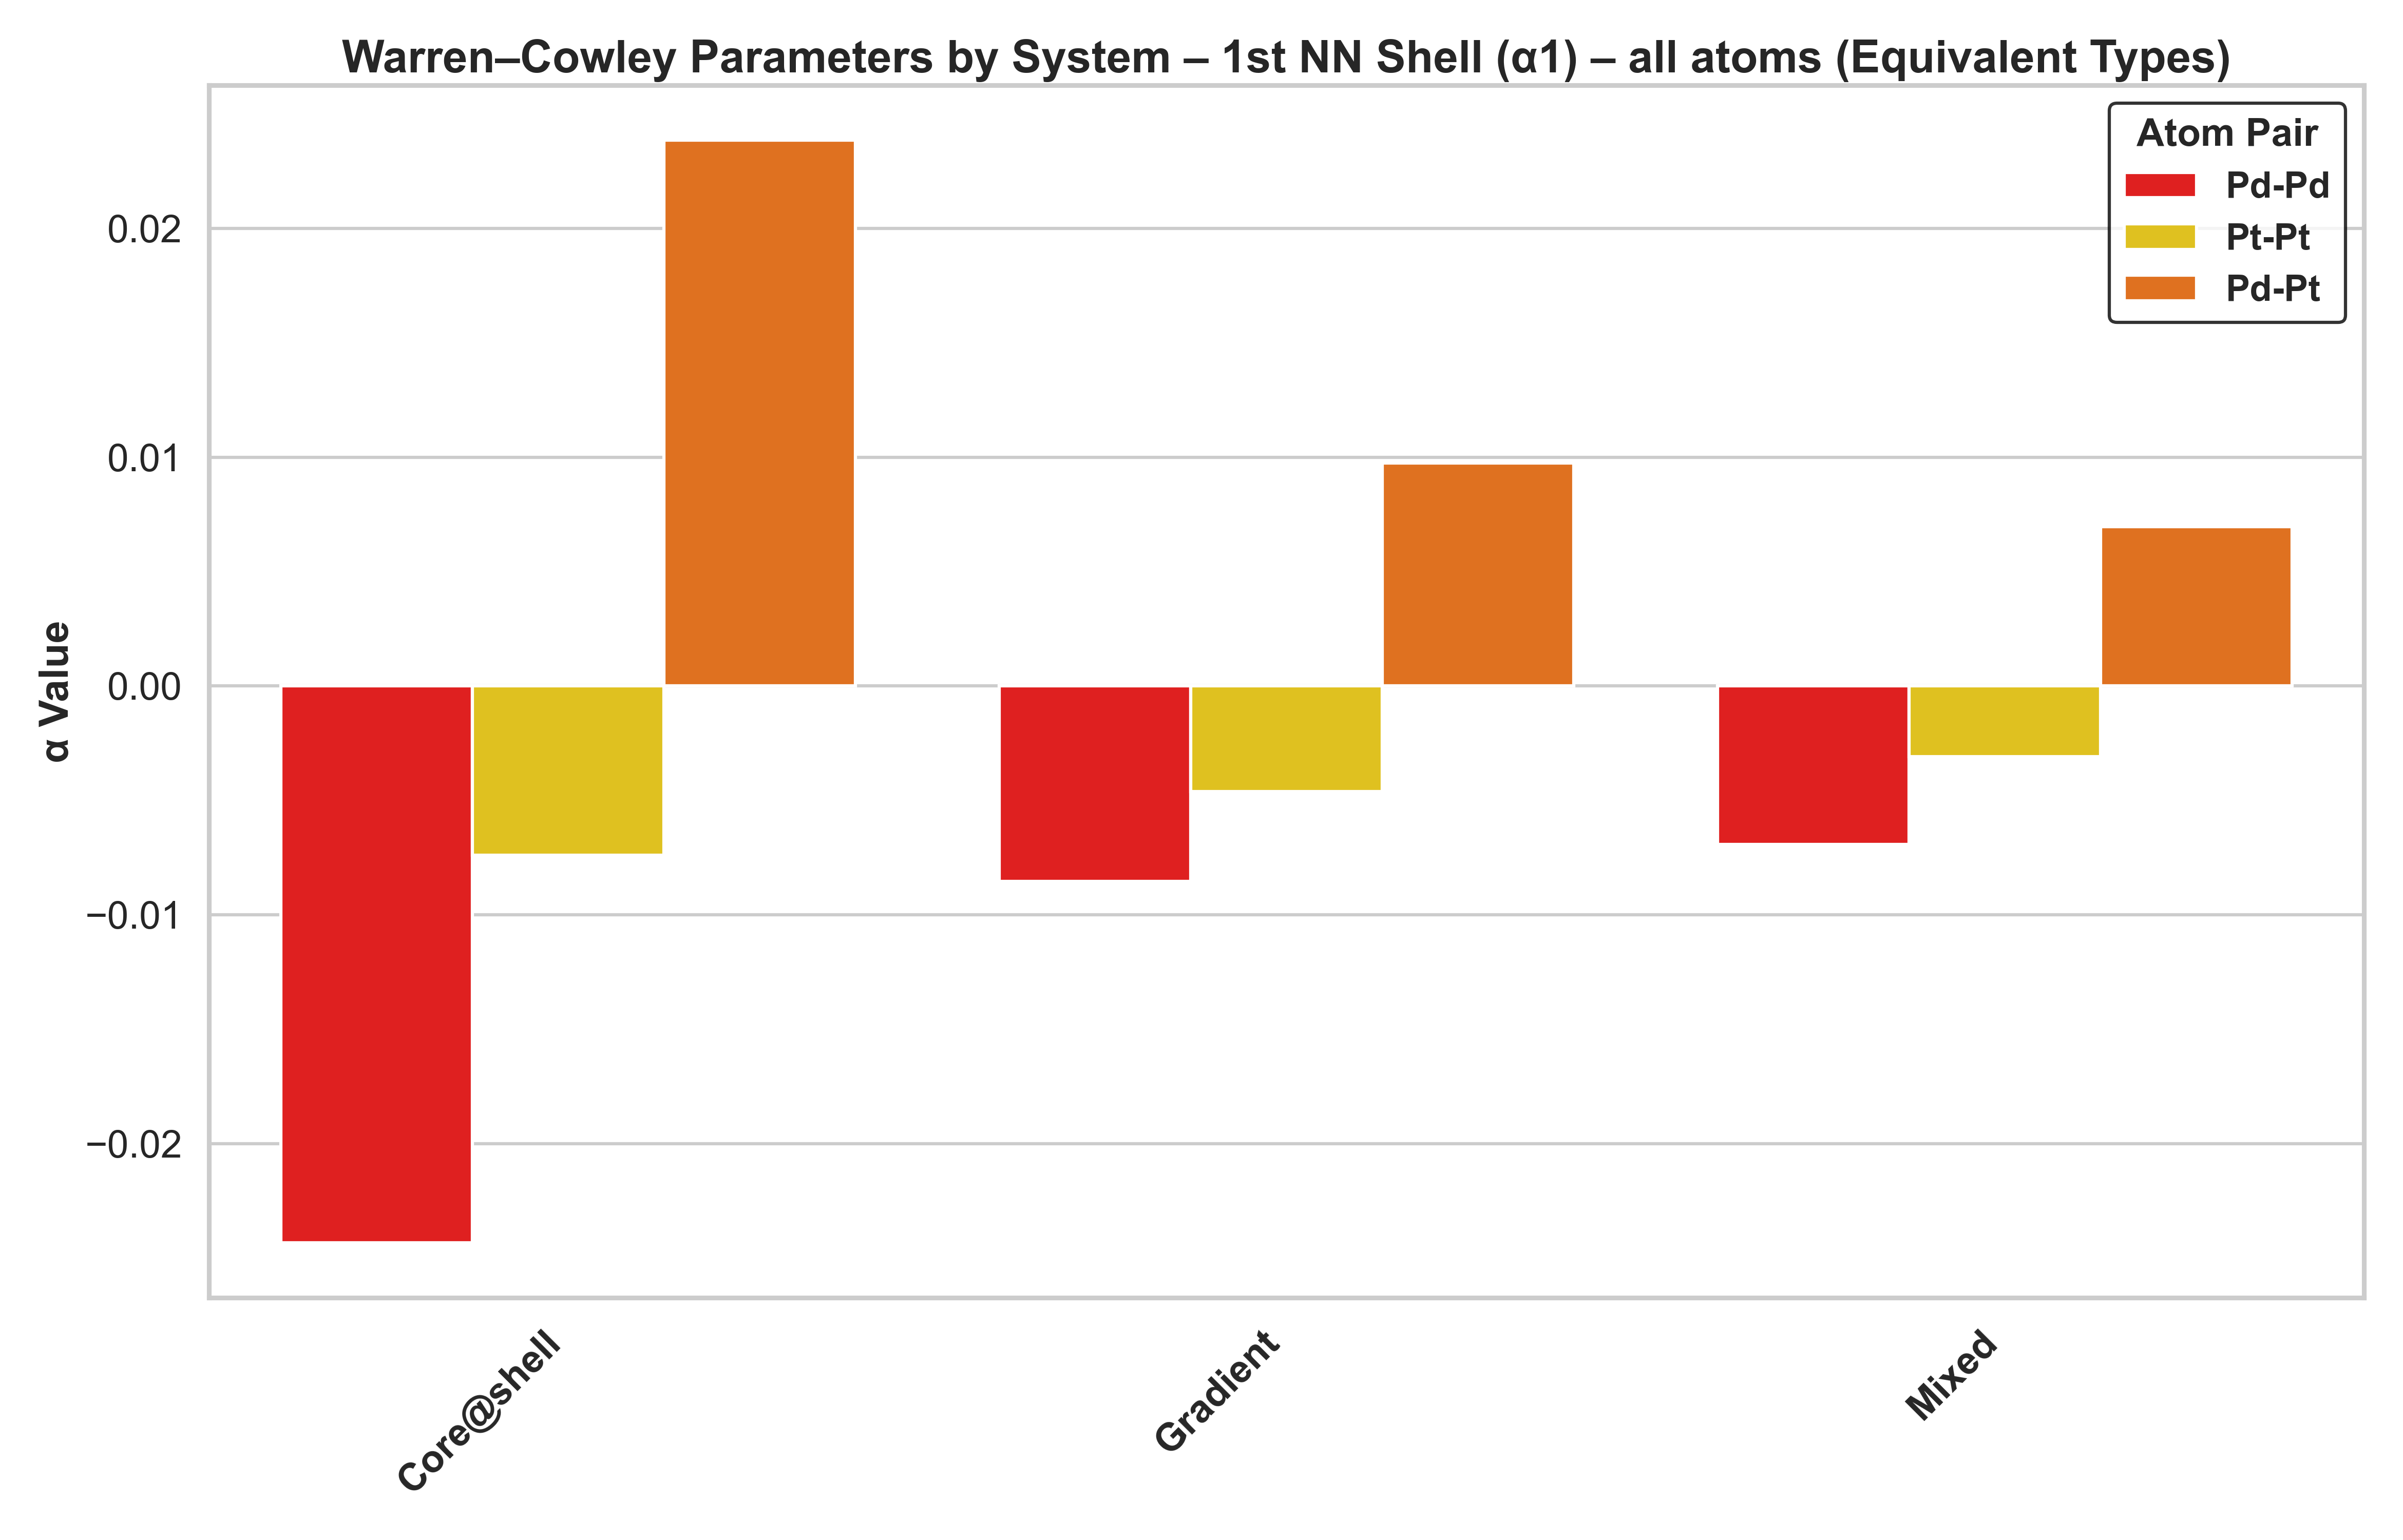 Warren–Cowley Parameters by System – 1st NN Shell (α1) – all atoms (Equivalent Types)
Atom Pair
Pd-Pd
Pt-Pt
Pd-Pt
α Value
0.02
0.01
0.00
−0.01
−0.02
Core@shell
Gradient
Mixed